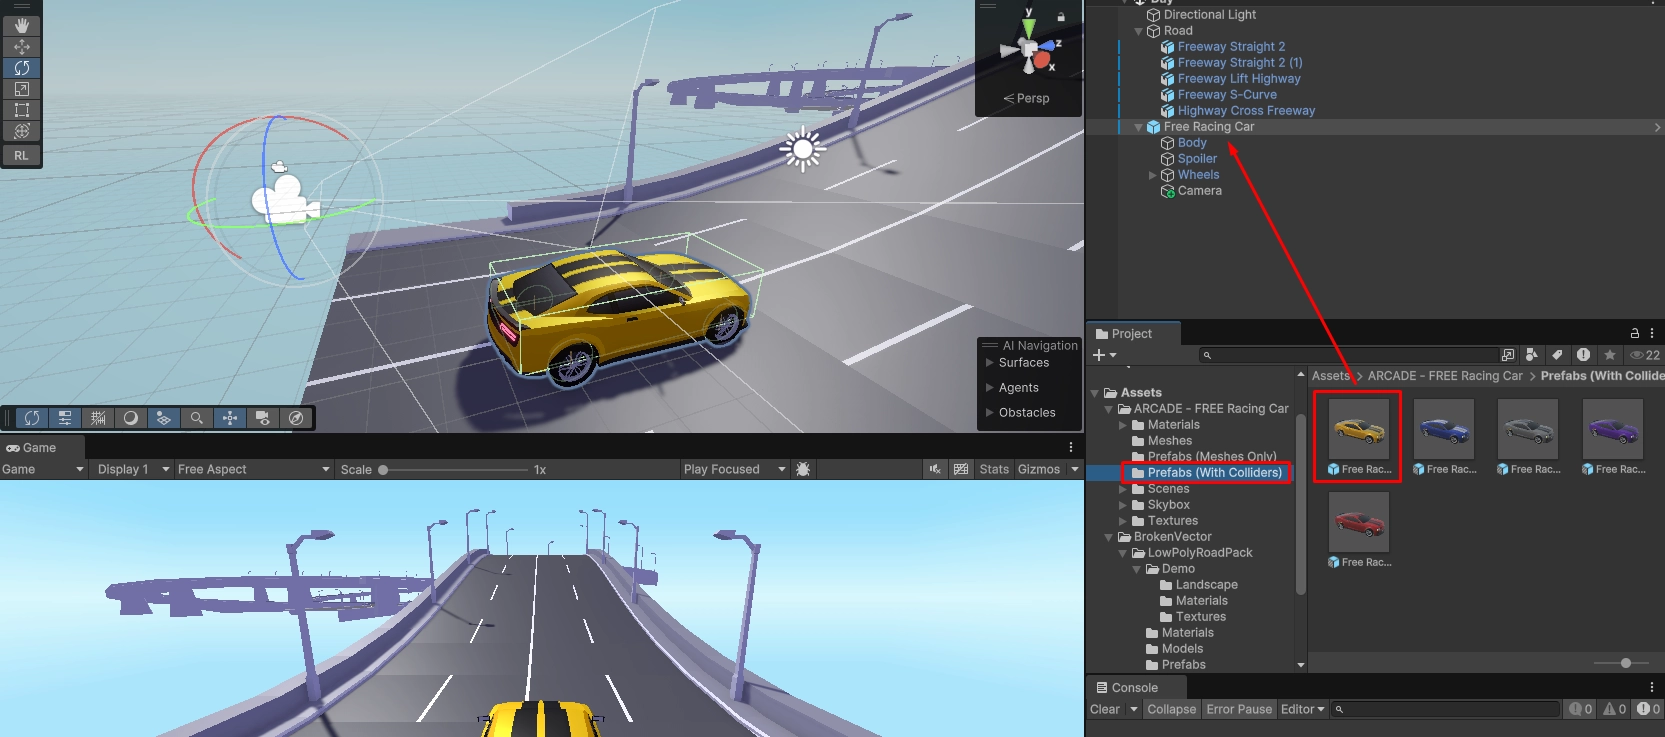 y
z
x
Persp
RL
AI Navigation
Surfaces
Agents
Obstacles
Game
Game
Display 1
Free Aspect
Scale
1x
Play Focused
Stats
Gizmos
Day
Directional Light
Road
Freeway Straight 2
Freeway Straight 2 (1)
Freeway Lift Highway
Freeway S-Curve
Highway Cross Freeway
Free Racing Car
Body
Spoiler
Wheels
Camera
Project
22
Assets
ARCADE - FREE Racing Car
Materials
Meshes
Prefabs (Meshes Only)
Prefabs (With Colliders)
Scenes
Skybox
Textures
BrokenVector
LowPolyRoadPack
Demo
Landscape
Materials
Textures
Materials
Models
Prefabs
Assets > ARCADE - FREE Racing Car > Prefabs (With Collide
Free Rac...
Free Rac...
Free Rac...
Free Rac...
Free Rac...
Console
Clear
Collapse
Error Pause
Editor
0
0
0